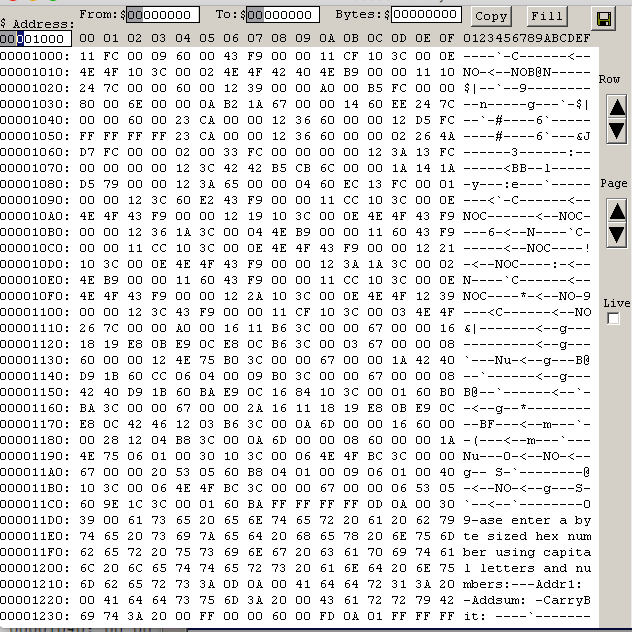 From:$00000000 To:$00000000 Bytes:$00000000 Copy Fill
$ Address:
00001000 00 01 02 03 04 05 06 07 08 09 0A 0B 0C 0D 0E 0F 0123456789ABCDEF
00001000: 11 FC 00 09 60 00 43 F9 00 00 11 CF 10 3C 00 0E ----`-C------<--
00001010: 4E 4F 10 3C 00 02 4E 4F 42 40 4E B9 00 00 11 10 NO-<--NOB@N-----
00001020: 24 7C 00 00 60 00 12 39 00 00 A0 00 B5 FC 00 00 $|--`--9--------
00001030: 80 00 6E 00 00 0A B2 1A 67 00 00 14 60 EE 24 7C --n-----g---`-$|
00001040: 00 00 60 00 23 CA 00 00 12 36 60 00 00 12 D5 FC --`-#----6`-----
00001050: FF FF FF FF 23 CA 00 00 12 36 60 00 00 02 26 4A ----#----6`---&J
00001060: D7 FC 00 00 02 00 33 FC 00 00 00 00 12 3A 13 FC ------3------:--
00001070: 00 00 00 00 12 3C 42 42 B5 CB 6C 00 00 1A 14 1A -----<BB--l-----
00001080: D5 79 00 00 12 3A 65 00 00 04 60 EC 13 FC 00 01 -y---:e---`-----
00001090: 00 00 12 3C 60 E2 43 F9 00 00 11 CC 10 3C 00 0E ---<`-C------<--
000010A0: 4E 4F 43 F9 00 00 12 19 10 3C 00 0E 4E 4F 43 F9 NOC------<--NOC-
000010B0: 00 00 12 36 1A 3C 00 04 4E B9 00 00 11 60 43 F9 ---6-<--N----`C-
000010C0: 00 00 11 CC 10 3C 00 0E 4E 4F 43 F9 00 00 12 21 -----<--NOC----!
000010D0: 10 3C 00 0E 4E 4F 43 F9 00 00 12 3A 1A 3C 00 02 -<--NOC----:-<--
000010E0: 4E B9 00 00 11 60 43 F9 00 00 11 CC 10 3C 00 0E N----`C------<--
000010F0: 4E 4F 43 F9 00 00 12 2A 10 3C 00 0E 4E 4F 12 39 NOC----*-<--NO-9
00001100: 00 00 12 3C 43 F9 00 00 11 CF 10 3C 00 03 4E 4F ---<C------<--NO
00001110: 26 7C 00 00 A0 00 16 11 B6 3C 00 00 67 00 00 16 &|-------<--g---
00001120: 18 19 E8 0B E9 0C E8 0C B6 3C 00 03 67 00 00 08 ---------<--g---
00001130: 60 00 00 12 4E 75 B0 3C 00 00 67 00 00 1A 42 40 `---Nu-<--g---B@
00001140: D9 1B 60 CC 06 04 00 09 B0 3C 00 00 67 00 00 08 --`------<--g---
00001150: 42 40 D9 1B 60 BA E9 0C 16 84 10 3C 00 01 60 B0 B@--`------<--`-
00001160: BA 3C 00 00 67 00 00 2A 16 11 18 19 E8 0B E9 0C -<--g--*--------
00001170: E8 0C 42 46 12 03 B6 3C 00 0A 6D 00 00 16 60 00 --BF---<--m---`-
00001180: 00 28 12 04 B8 3C 00 0A 6D 00 00 08 60 00 00 1A -(---<--m---`---
00001190: 4E 75 06 01 00 30 10 3C 00 06 4E 4F BC 3C 00 00 Nu---0-<--NO-<--
000011A0: 67 00 00 20 53 05 60 B8 04 01 00 09 06 01 00 40 g-- S-`--------@
000011B0: 10 3C 00 06 4E 4F BC 3C 00 00 67 00 00 06 53 05 -<--NO-<--g---S-
000011C0: 60 9E 1C 3C 00 01 60 BA FF FF FF FF 0D 0A 00 30 `--<--`--------0
000011D0: 39 00 61 73 65 20 65 6E 74 65 72 20 61 20 62 79 9-ase enter a by
000011E0: 74 65 20 73 69 7A 65 64 20 68 65 78 20 6E 75 6D te sized hex num
000011F0: 62 65 72 20 75 73 69 6E 67 20 63 61 70 69 74 61 ber using capita
00001200: 6C 20 6C 65 74 74 65 72 73 20 61 6E 64 20 6E 75 l letters and nu
00001210: 6D 62 65 72 73 3A 0D 0A 00 41 64 64 72 31 3A 20 mbers:---Addr1: 
00001220: 00 41 64 64 73 75 6D 3A 20 00 43 61 72 72 79 42 -Addsum: -CarryB
00001230: 69 74 3A 20 00 FF 00 00 60 00 FD 0A 01 FF FF FF it: ----`-------
Row
Page
Live